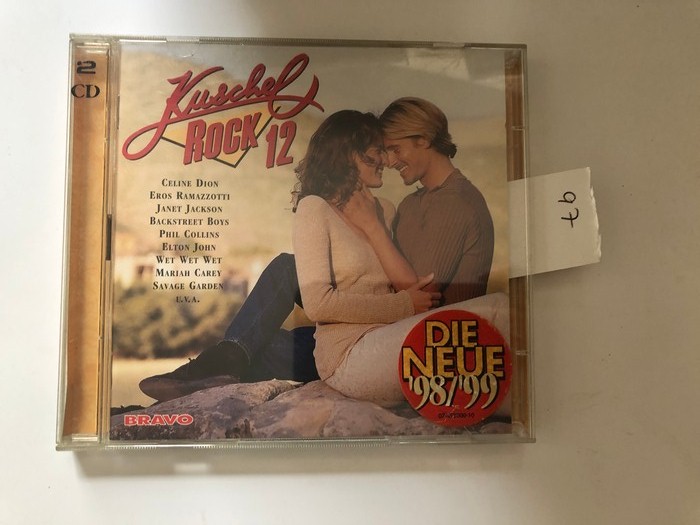 2
CD
Kuschel
ROCK 12
CELINE DION
EROS RAMAZZOTTI
JANET JACKSON
BACKSTREET BOYS
PHIL COLLINS
ELTON JOHN
WET WET WET
MARIAH CAREY
SAVAGE GARDEN
U.V.A.
DIE
NEUE
'98/'99
BRAVO